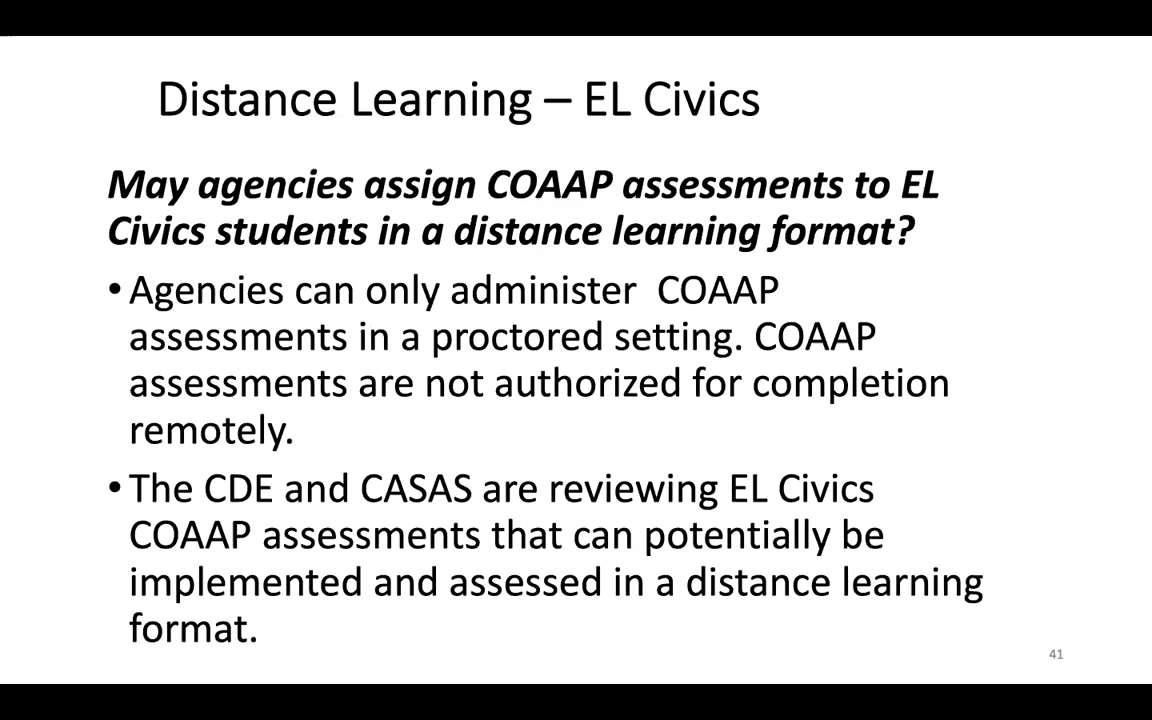 Distance Learning – EL Civics
May agencies assign COAAP assessments to EL
Civics students in a distance learning format?
•Agencies can only administer  COAAP
assessments in a proctored setting. COAAP
assessments are not authorized for completion
remotely.
•The CDE and CASAS are reviewing EL Civics
COAAP assessments that can potentially be
implemented and assessed in a distance learning
format.
41